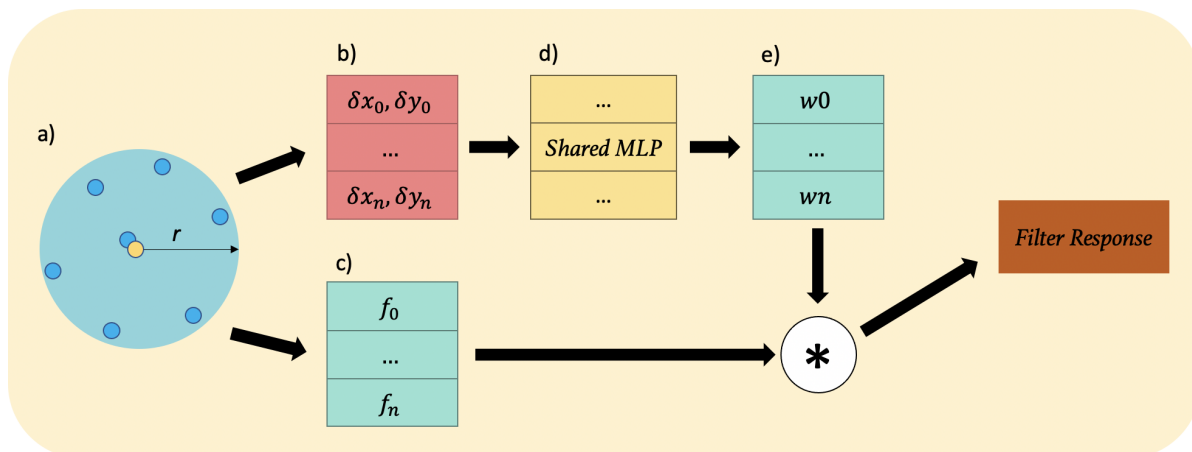 a)
r
b)
δx₀, δy₀
...
δxₙ, δyₙ
c)
f₀
...
fₙ
d)
...
Shared MLP
...
e)
w0
...
wn
*
Filter Response